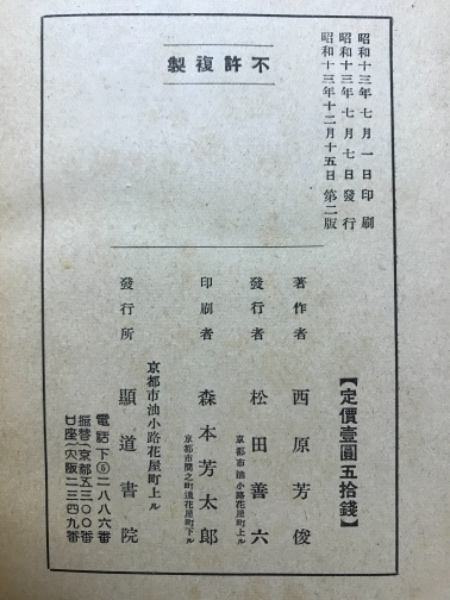 昭和十三年七月一日印刷
昭和十三年七月七日發行
昭和十三年十二月十五日第二版
不許複製
【定價壹圓五拾錢】
著作者 西原芳俊
發行者 松田善六
京都市油小路花屋町上ル
印刷者 森本芳太郎
京都市間之町通花屋町下ル
發行所 顯道書院
京都市油小路花屋町上ル
電話下⑤二八八六番
振替(京都五三〇〇番
口座(大阪二三四九番